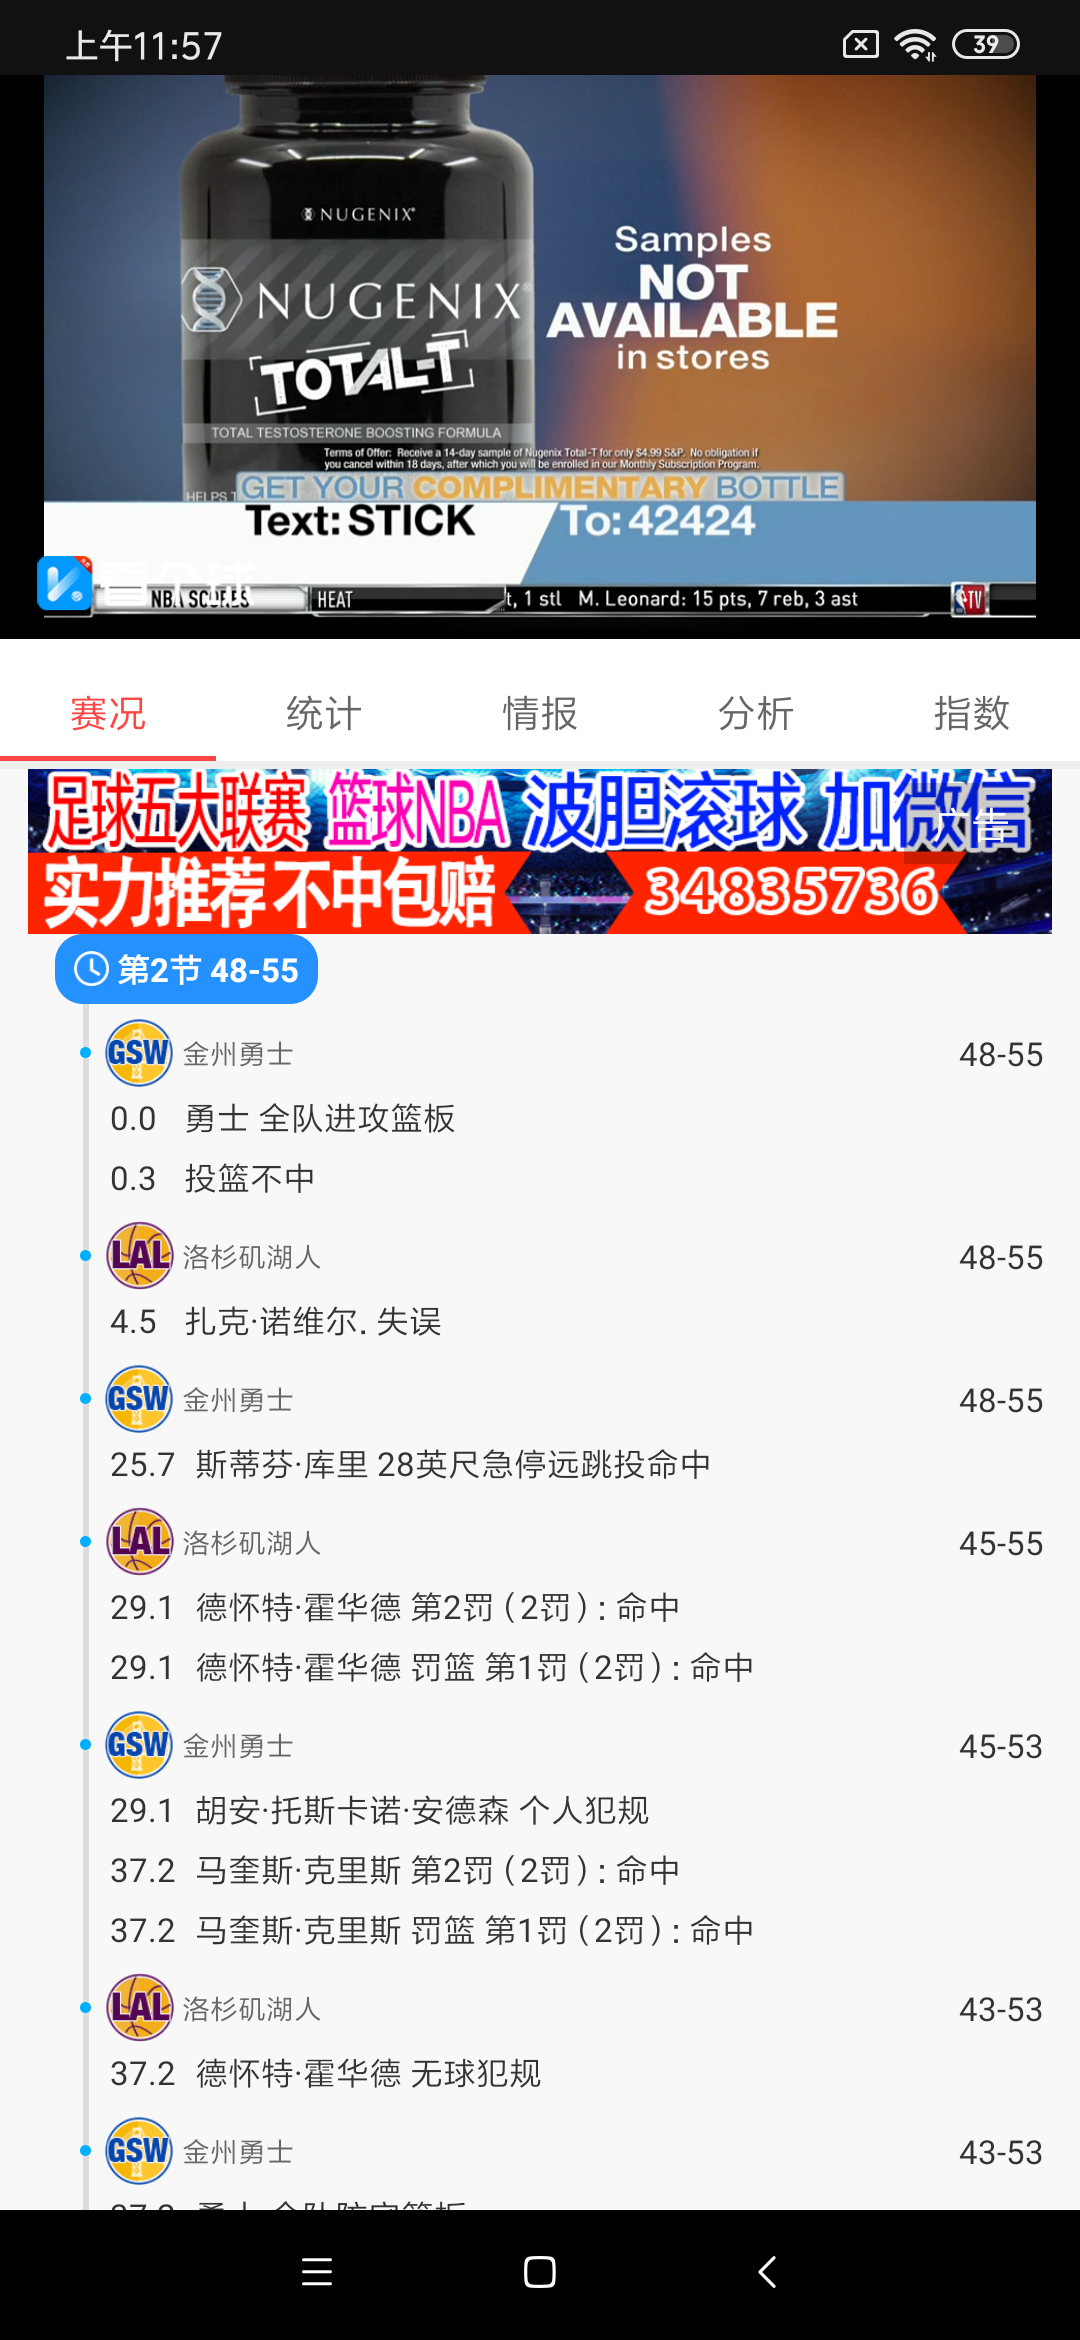 上午11:57
39
NUGENIX®
NUGENIX®
TOTAL-T
TOTAL TESTOSTERONE BOOSTING FORMULA
Samples
NOT
AVAILABLE
in stores
Terms of Offer: Receive a 14-day sample of Nugenix Total-T for only $4.99 S&P. No obligation if
you cancel within 18 days, after which you will be enrolled in our Monthly Subscription Program.
HELPS
GET YOUR COMPLIMENTARY BOTTLE
Text: STICK To: 42424
看个球
NBA SCORES HEAT t, 1 stl M. Leonard: 15 pts, 7 reb, 3 ast TV
赛况 统计 情报 分析 指数
足球五大联赛 篮球NBA 波胆滚球 加微信
广告
实力推荐 不中包赔 34835736
第2节 48-55
GSW 金州勇士 48-55
0.0 勇士 全队进攻篮板
0.3 投篮不中
LAL 洛杉矶湖人 48-55
4.5 扎克·诺维尔. 失误
GSW 金州勇士 48-55
25.7 斯蒂芬·库里 28英尺急停远跳投命中
LAL 洛杉矶湖人 45-55
29.1 德怀特·霍华德 第2罚(2罚): 命中
29.1 德怀特·霍华德 罚篮 第1罚(2罚): 命中
GSW 金州勇士 45-53
29.1 胡安·托斯卡诺·安德森 个人犯规
37.2 马奎斯·克里斯 第2罚(2罚): 命中
37.2 马奎斯·克里斯 罚篮 第1罚(2罚): 命中
LAL 洛杉矶湖人 43-53
37.2 德怀特·霍华德 无球犯规
GSW 金州勇士 43-53